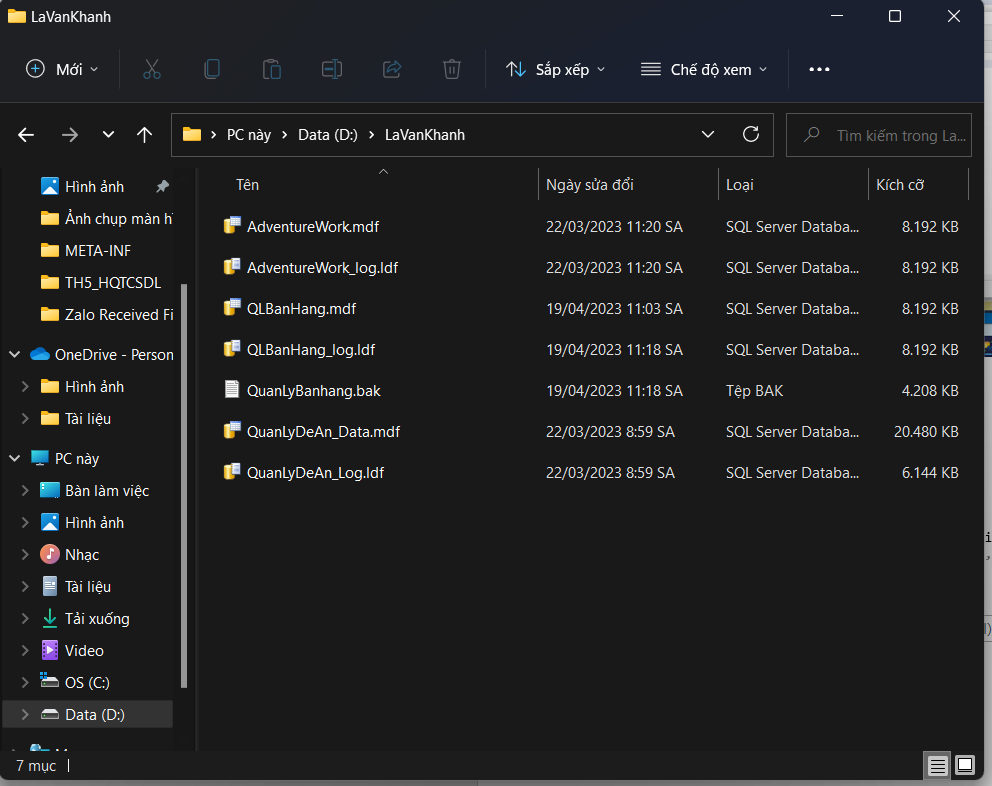 LaVanKhanh
Mới
Sắp xếp
Chế độ xem
PC này
Data (D:)
LaVanKhanh
Tìm kiếm trong La...
Hình ảnh
Ảnh chụp màn h
META-INF
TH5_HQTCSDL
Zalo Received Fi
OneDrive - Person
Hình ảnh
Tài liệu
PC này
Bàn làm việc
Hình ảnh
Nhạc
Tài liệu
Tải xuống
Video
OS (C:)
Data (D:)
Tên Ngày sửa đổi Loại Kích cỡ
AdventureWork.mdf 22/03/2023 11:20 SA SQL Server Databa... 8.192 KB
AdventureWork_log.ldf 22/03/2023 11:20 SA SQL Server Databa... 8.192 KB
QLBanHang.mdf 19/04/2023 11:03 SA SQL Server Databa... 8.192 KB
QLBanHang_log.ldf 19/04/2023 11:18 SA SQL Server Databa... 8.192 KB
QuanLyBanhang.bak 19/04/2023 11:18 SA Tệp BAK 4.208 KB
QuanLyDeAn_Data.mdf 22/03/2023 8:59 SA SQL Server Databa... 20.480 KB
QuanLyDeAn_Log.ldf 22/03/2023 8:59 SA SQL Server Databa... 6.144 KB
7 mục